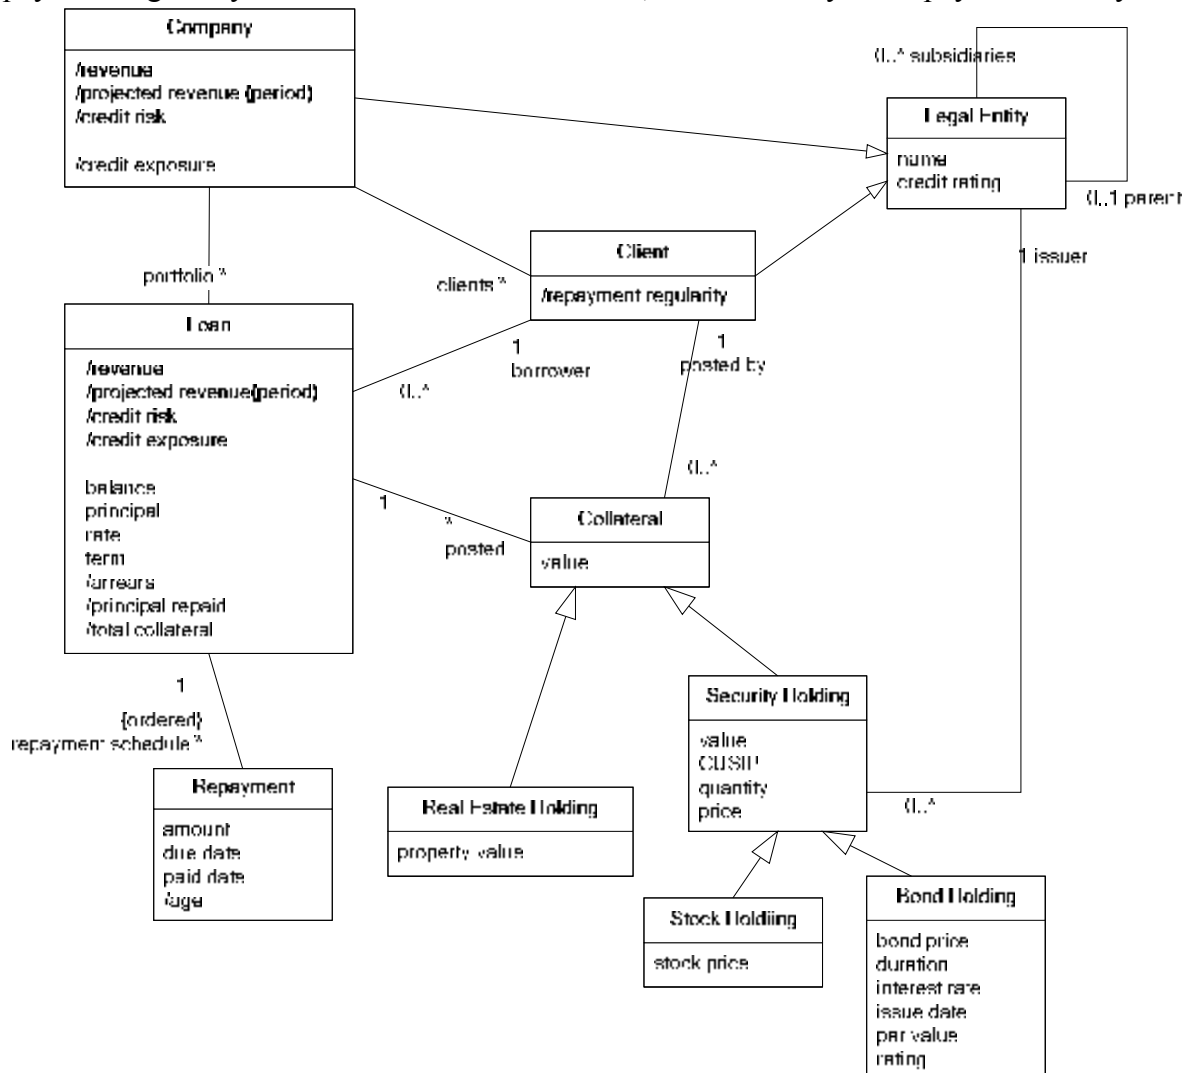 Company
/revenue
/projected revenue (period)
/credit risk
/credit exposure
0..* subsidiaries
Legal Entity
name
credit rating
0..1 parent
1 issuer
Client
/repayment regularity
clients *
portfolio *
Loan
/revenue
/projected revenue(period)
/credit risk
/credit exposure
balance
principal
rate
term
/arrears
/principal repaid
/total collateral
1
borrower
0..*
1
posted by
0..*
1
*
posted
Collateral
value
1
{ordered}
repayment schedule *
Repayment
amount
due date
paid date
/age
Real Estate Holding
property value
Security Holding
value
CUSIP
quantity
price
0..*
Stock Holdiing
stock price
Bond Holding
bond price
duration
interest rate
issue date
par value
rating